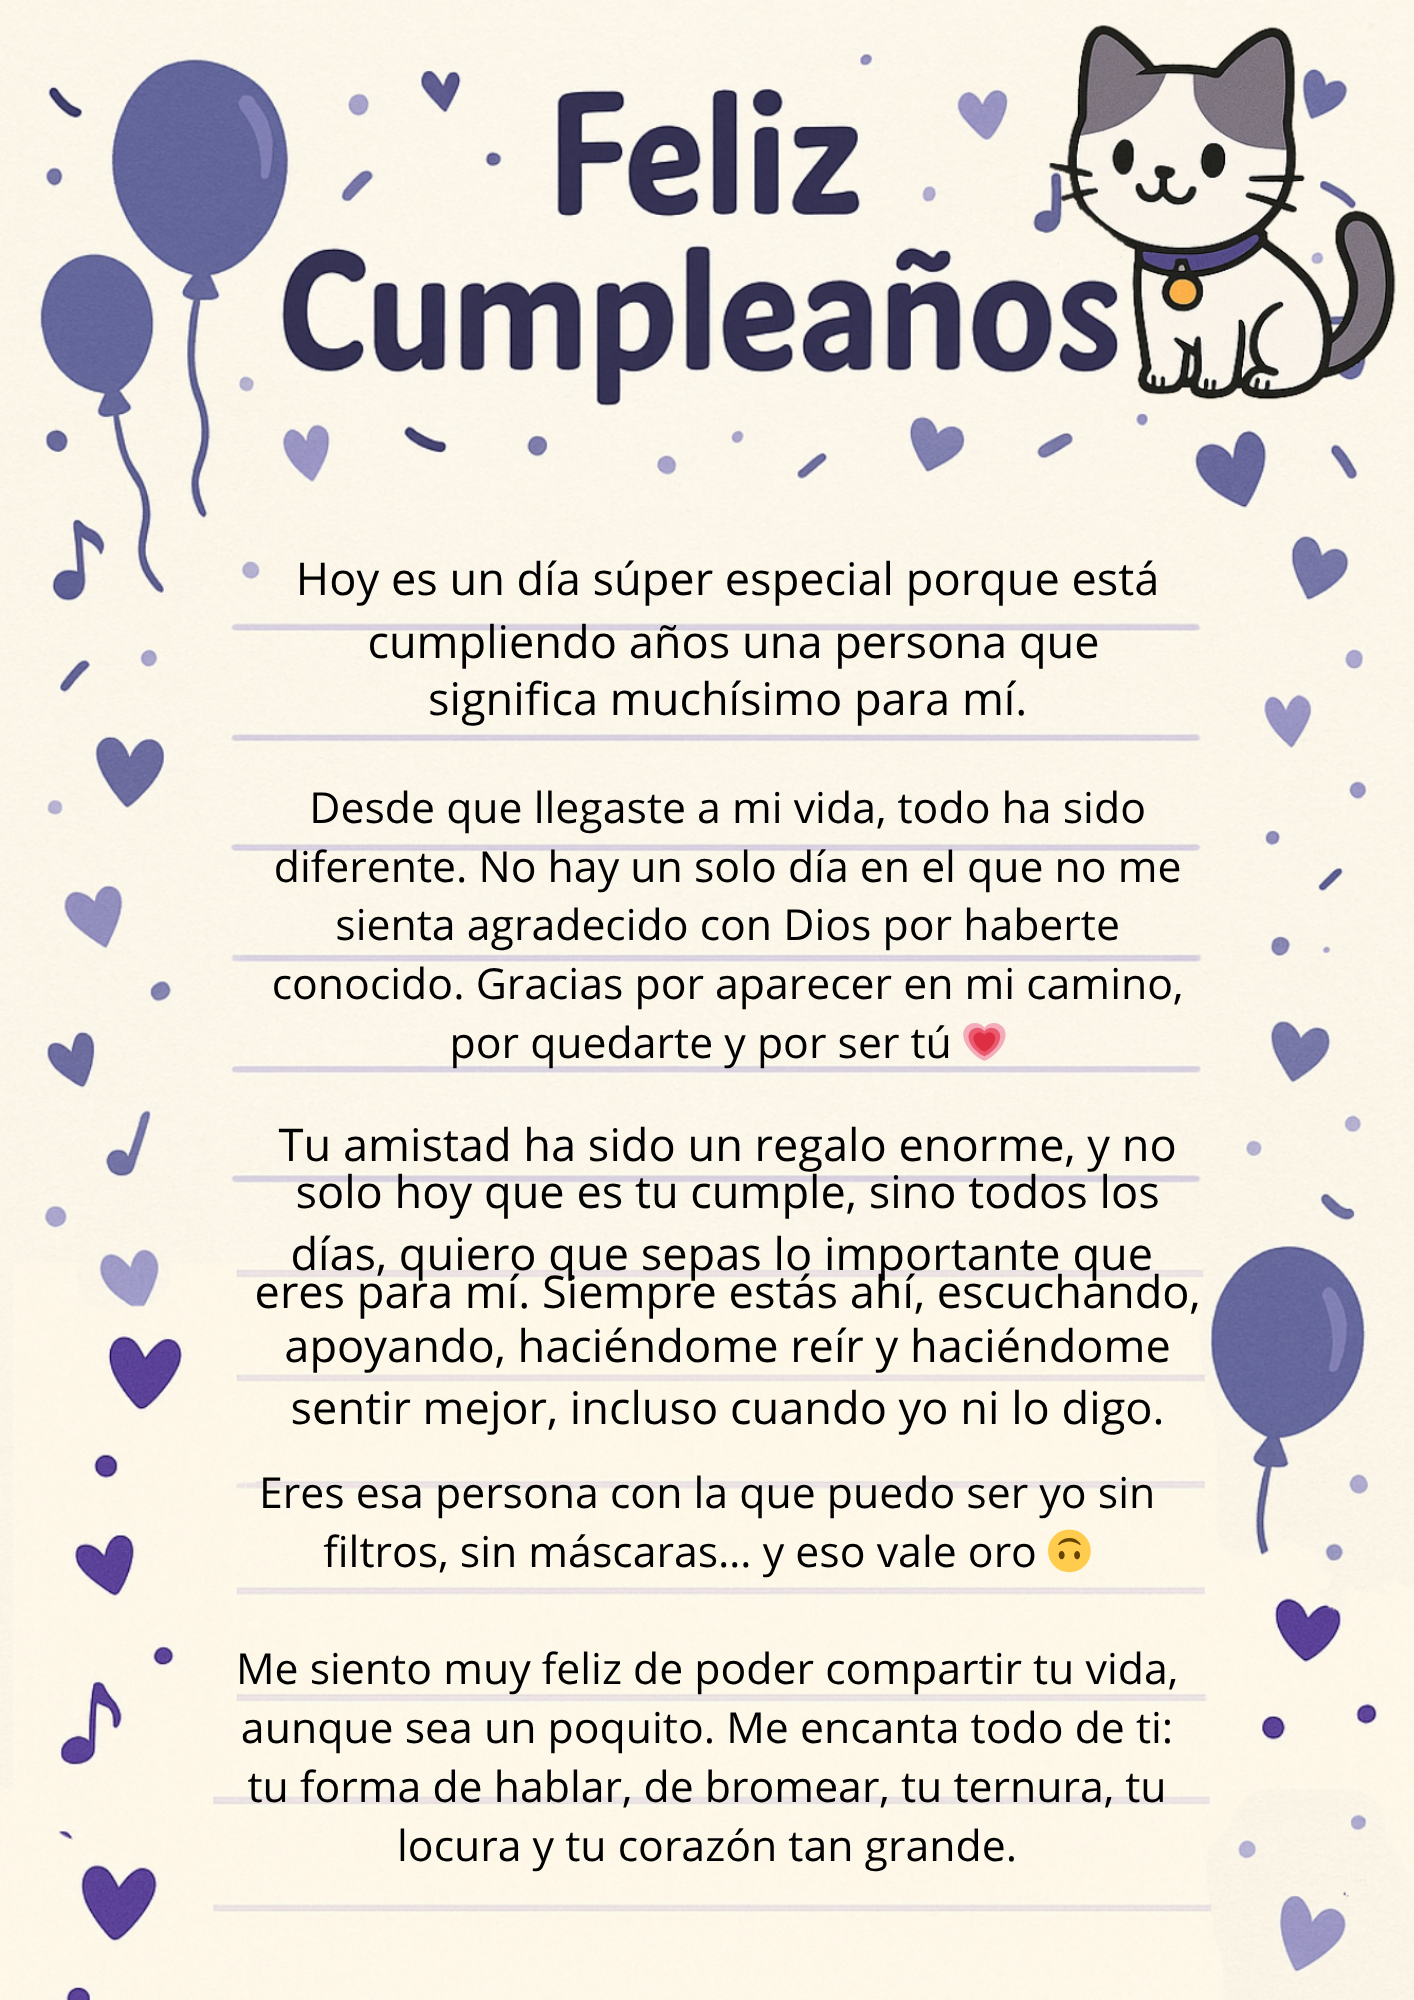 Feliz
Cumpleaños
Hoy es un día súper especial porque está
cumpliendo años una persona que
significa muchísimo para mí.
Desde que llegaste a mi vida, todo ha sido
diferente. No hay un solo día en el que no me
sienta agradecido con Dios por haberte
conocido. Gracias por aparecer en mi camino,
por quedarte y por ser tú 💗
Tu amistad ha sido un regalo enorme, y no
solo hoy que es tu cumple, sino todos los
días, quiero que sepas lo importante que
eres para mí. Siempre estás ahí, escuchando,
apoyando, haciéndome reír y haciéndome
sentir mejor, incluso cuando yo ni lo digo.
Eres esa persona con la que puedo ser yo sin
filtros, sin máscaras... y eso vale oro 🙃
Me siento muy feliz de poder compartir tu vida,
aunque sea un poquito. Me encanta todo de ti:
tu forma de hablar, de bromear, tu ternura, tu
locura y tu corazón tan grande.